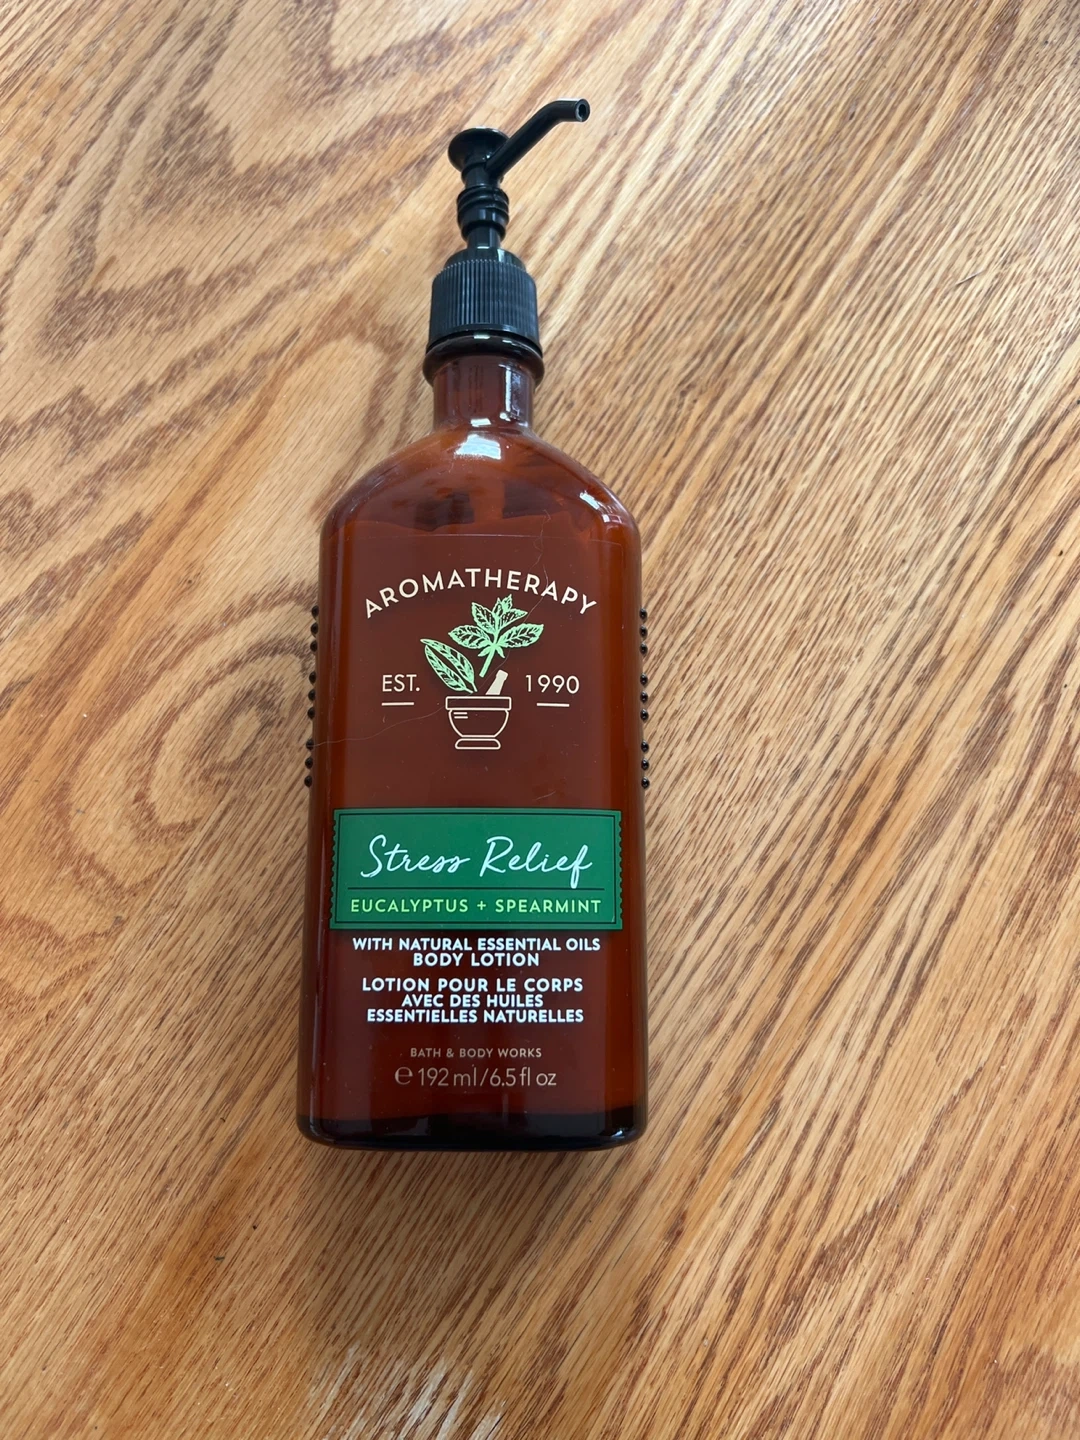 AROMATHERAPY
EST. 1990
Stress Relief
EUCALYPTUS + SPEARMINT
WITH NATURAL ESSENTIAL OILS
BODY LOTION
LOTION POUR LE CORPS
AVEC DES HUILES
ESSENTIELLES NATURELLES
BATH & BODY WORKS
℮ 192 ml/6.5 fl oz